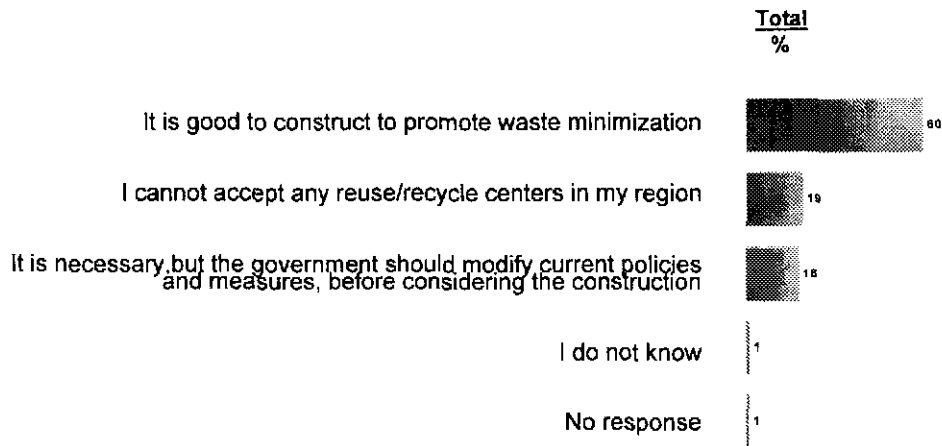 Total
%
It is good to construct to promote waste minimization
60
I cannot accept any reuse/recycle centers in my region
19
It is necessary,but the government should modify current policies
and measures, before considering the construction
18
I do not know
1
No response
1